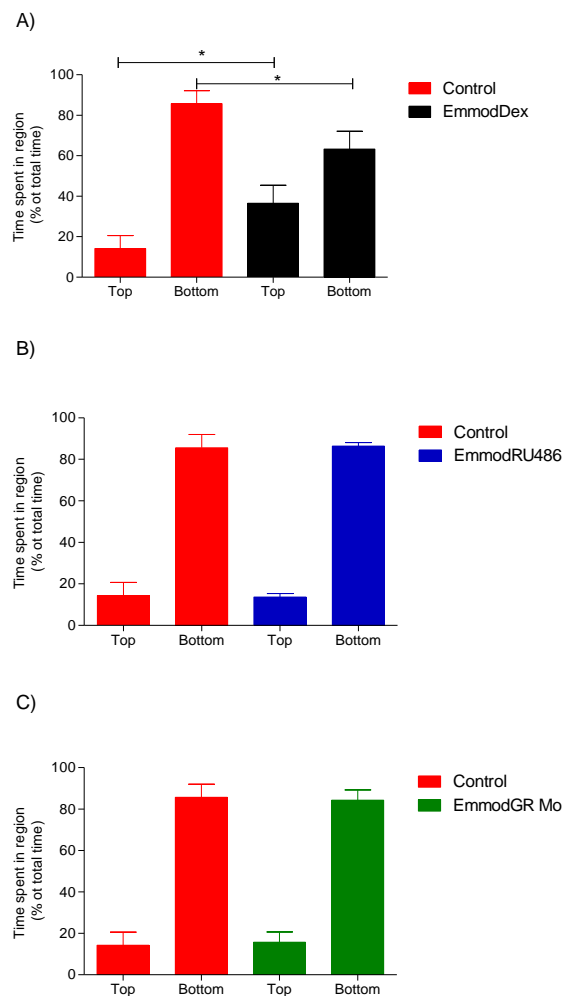 A)
*
*
100
80
60
40
20
0
Time spent in region
(% ot total time)
Top
Bottom
Top
Bottom
Control
EmmodDex
B)
100
80
60
40
20
0
Time spent in region
(% ot total time)
Top
Bottom
Top
Bottom
Control
EmmodRU486
C)
100
80
60
40
20
0
Time spent in region
(% ot total time)
Top
Bottom
Top
Bottom
Control
EmmodGR Mo